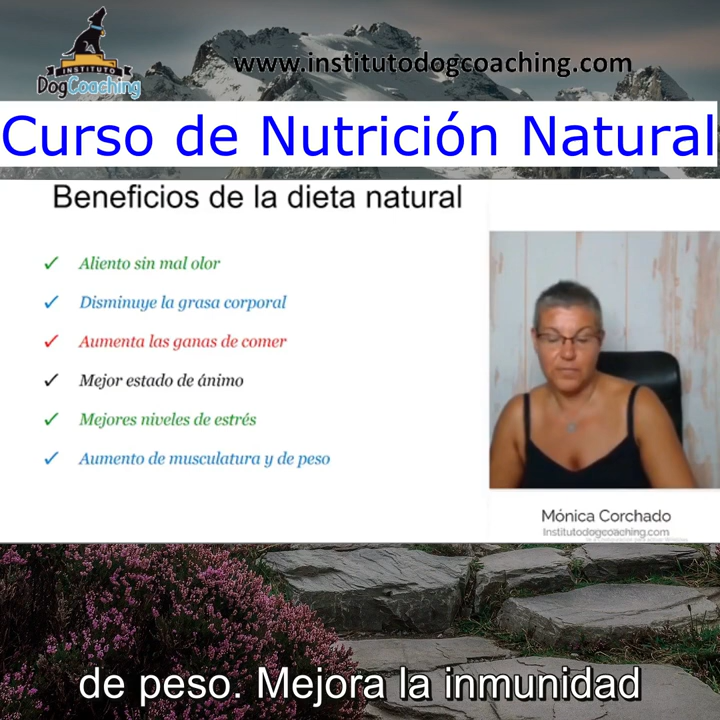 INSTITUTO
DogCoaching
www.institutodogcoaching.com
Curso de Nutrición Natural
Beneficios de la dieta natural
✓ Aliento sin mal olor
✓ Disminuye la grasa corporal
✓ Aumenta las ganas de comer
✓ Mejor estado de ánimo
✓ Mejores niveles de estrés
✓ Aumento de musculatura y de peso
Mónica Corchado
Institutodogcoaching.com
de peso. Mejora la inmunidad